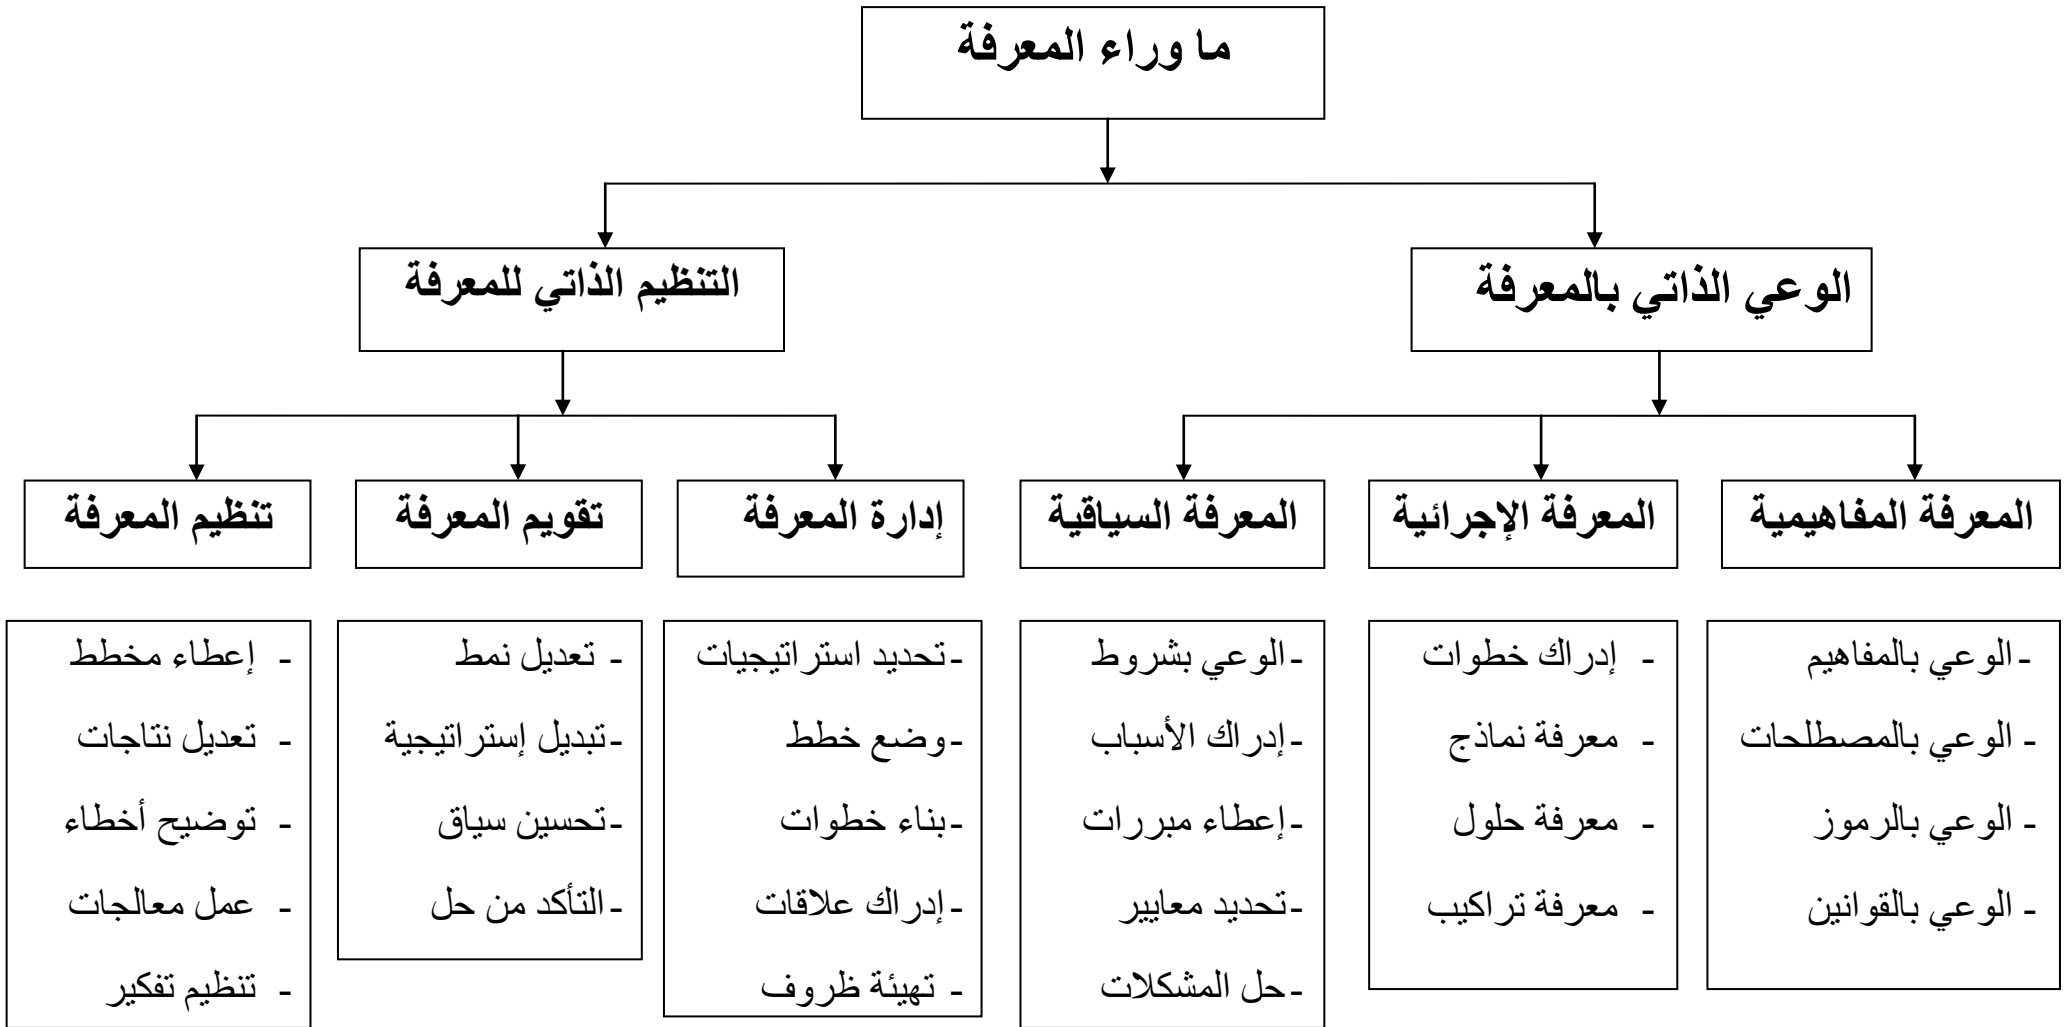 ما وراء المعرفة
الوعي الذاتي بالمعرفة
التنظيم الذاتي للمعرفة
المعرفة المفاهيمية
المعرفة الإجرائية
المعرفة السياقية
إدارة المعرفة
تقويم المعرفة
تنظيم المعرفة
- الوعي بالمفاهيم
- الوعي بالمصطلحات
- الوعي بالرموز
- الوعي بالقوانين
- إدراك خطوات
- معرفة نماذج
- معرفة حلول
- معرفة تراكيب
- الوعي بشروط
- إدراك الأسباب
- إعطاء مبررات
- تحديد معايير
- حل المشكلات
- تحديد استراتيجيات
- وضع خطط
- بناء خطوات
- إدراك علاقات
- تهيئة ظروف
- تعديل نمط
- تبديل إستراتيجية
- تحسين سياق
- التأكد من حل
- إعطاء مخطط
- تعديل نتاجات
- توضيح أخطاء
- عمل معالجات
- تنظيم تفكير